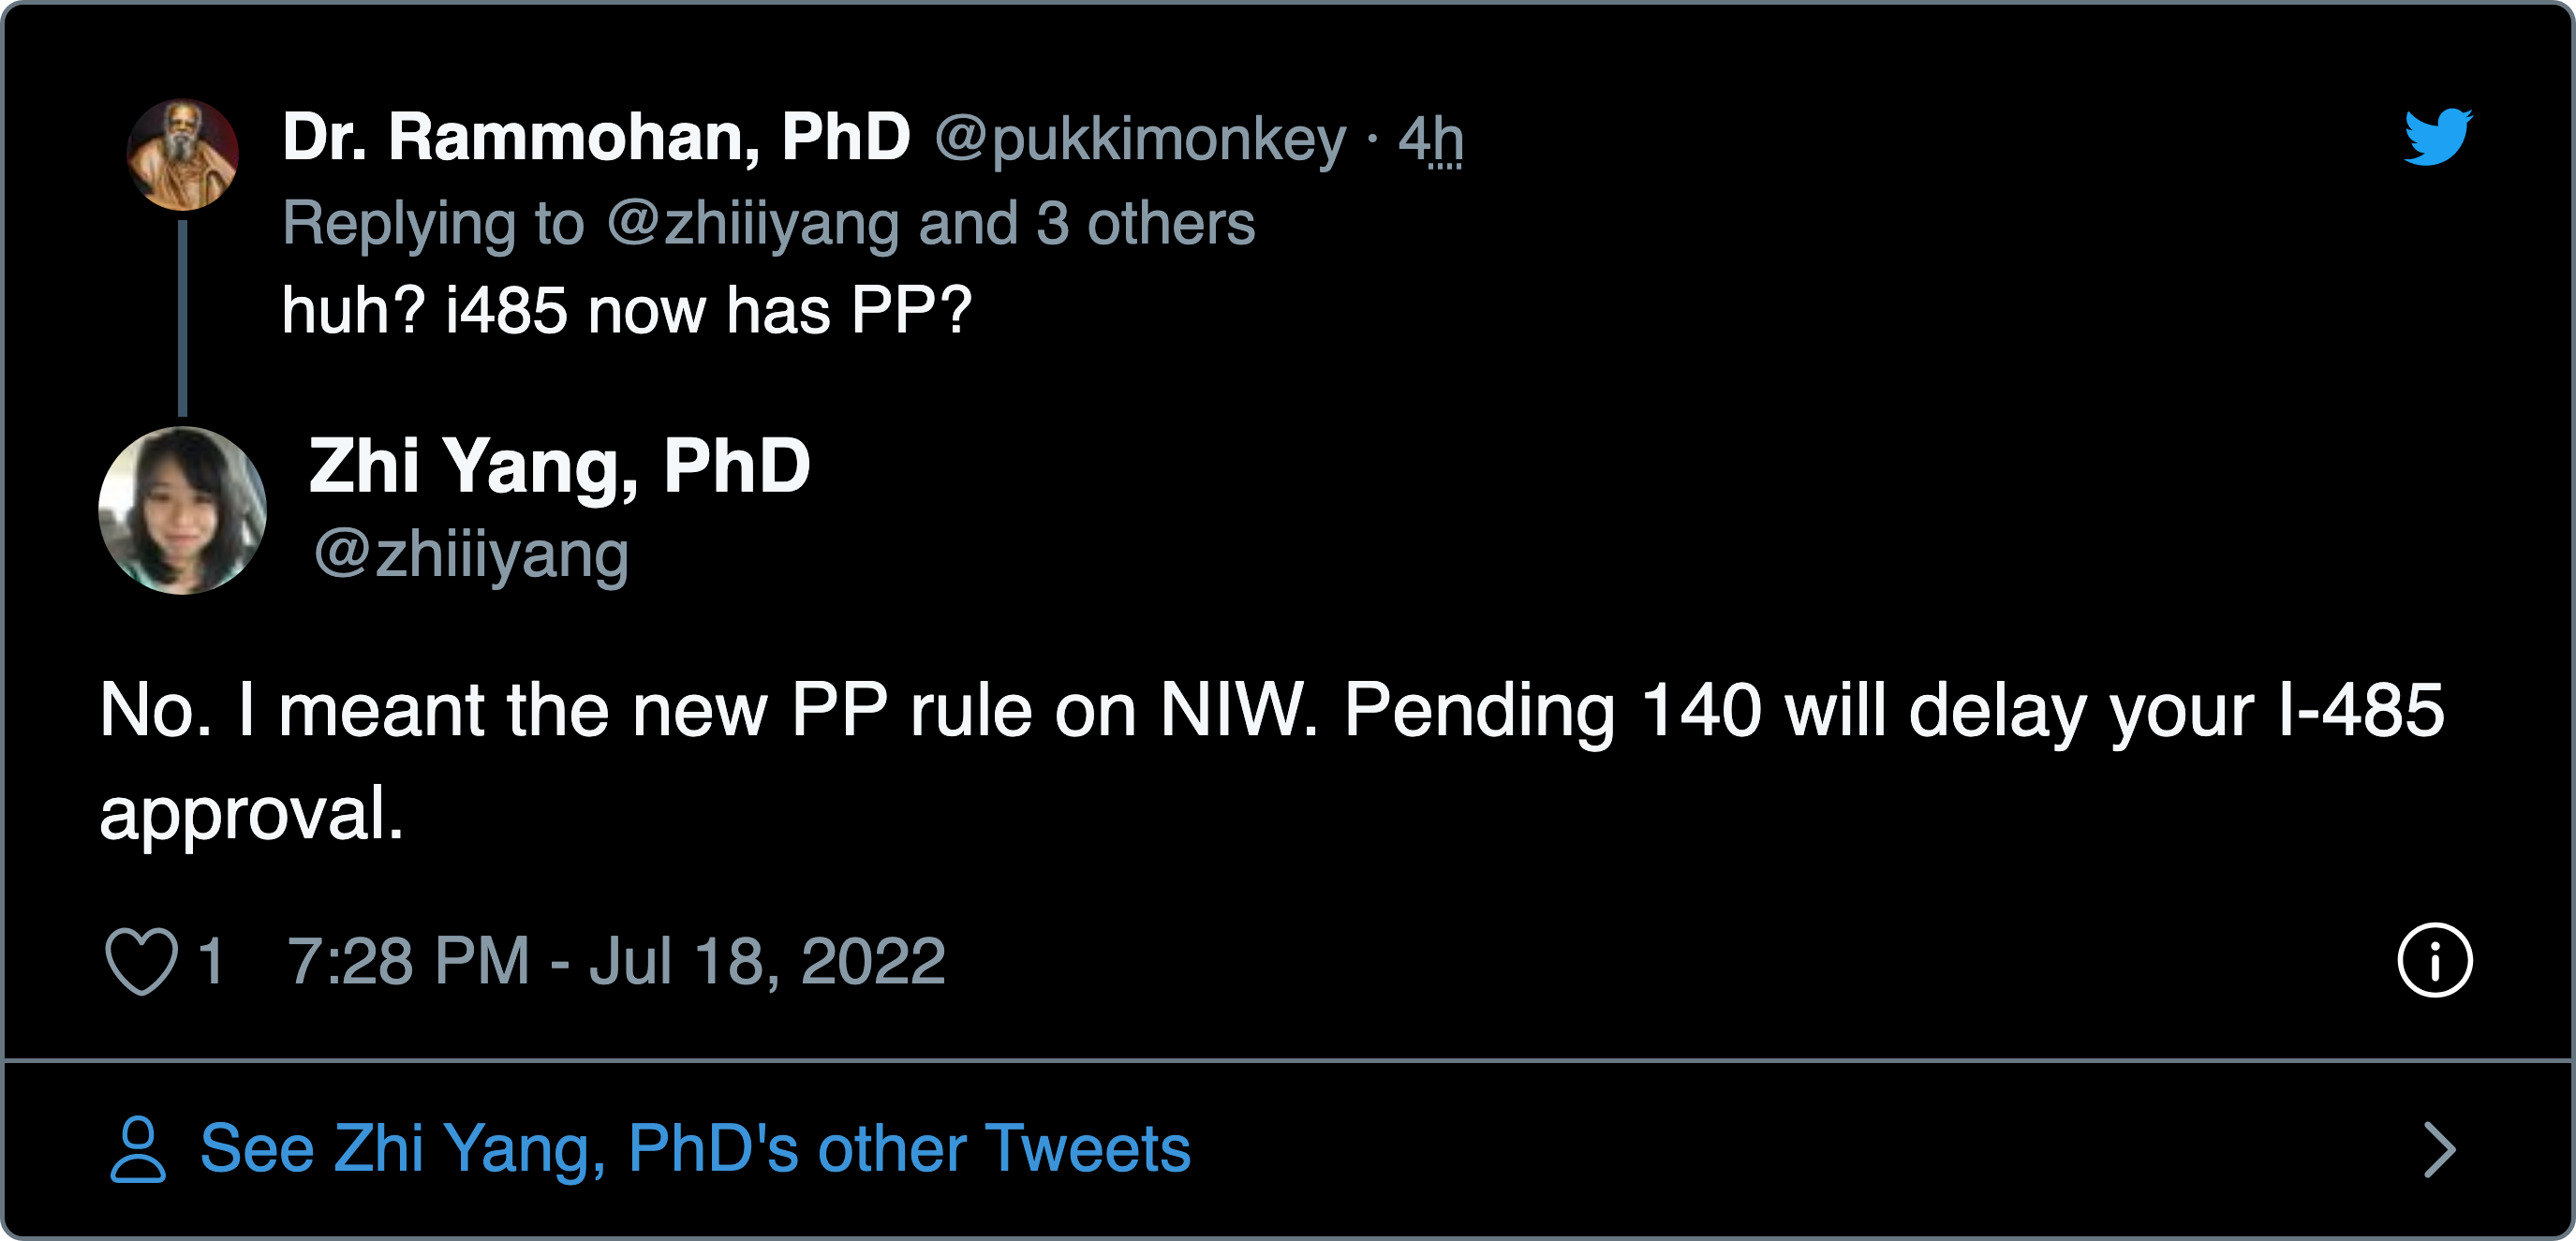 Dr. Rammohan, PhD @pukkimonkey · 4h
Replying to @zhiiiyang and 3 others
huh? i485 now has PP?
Zhi Yang, PhD
@zhiiiyang
No. I meant the new PP rule on NIW. Pending 140 will delay your I-485
approval.
1 7:28 PM - Jul 18, 2022
See Zhi Yang, PhD's other Tweets